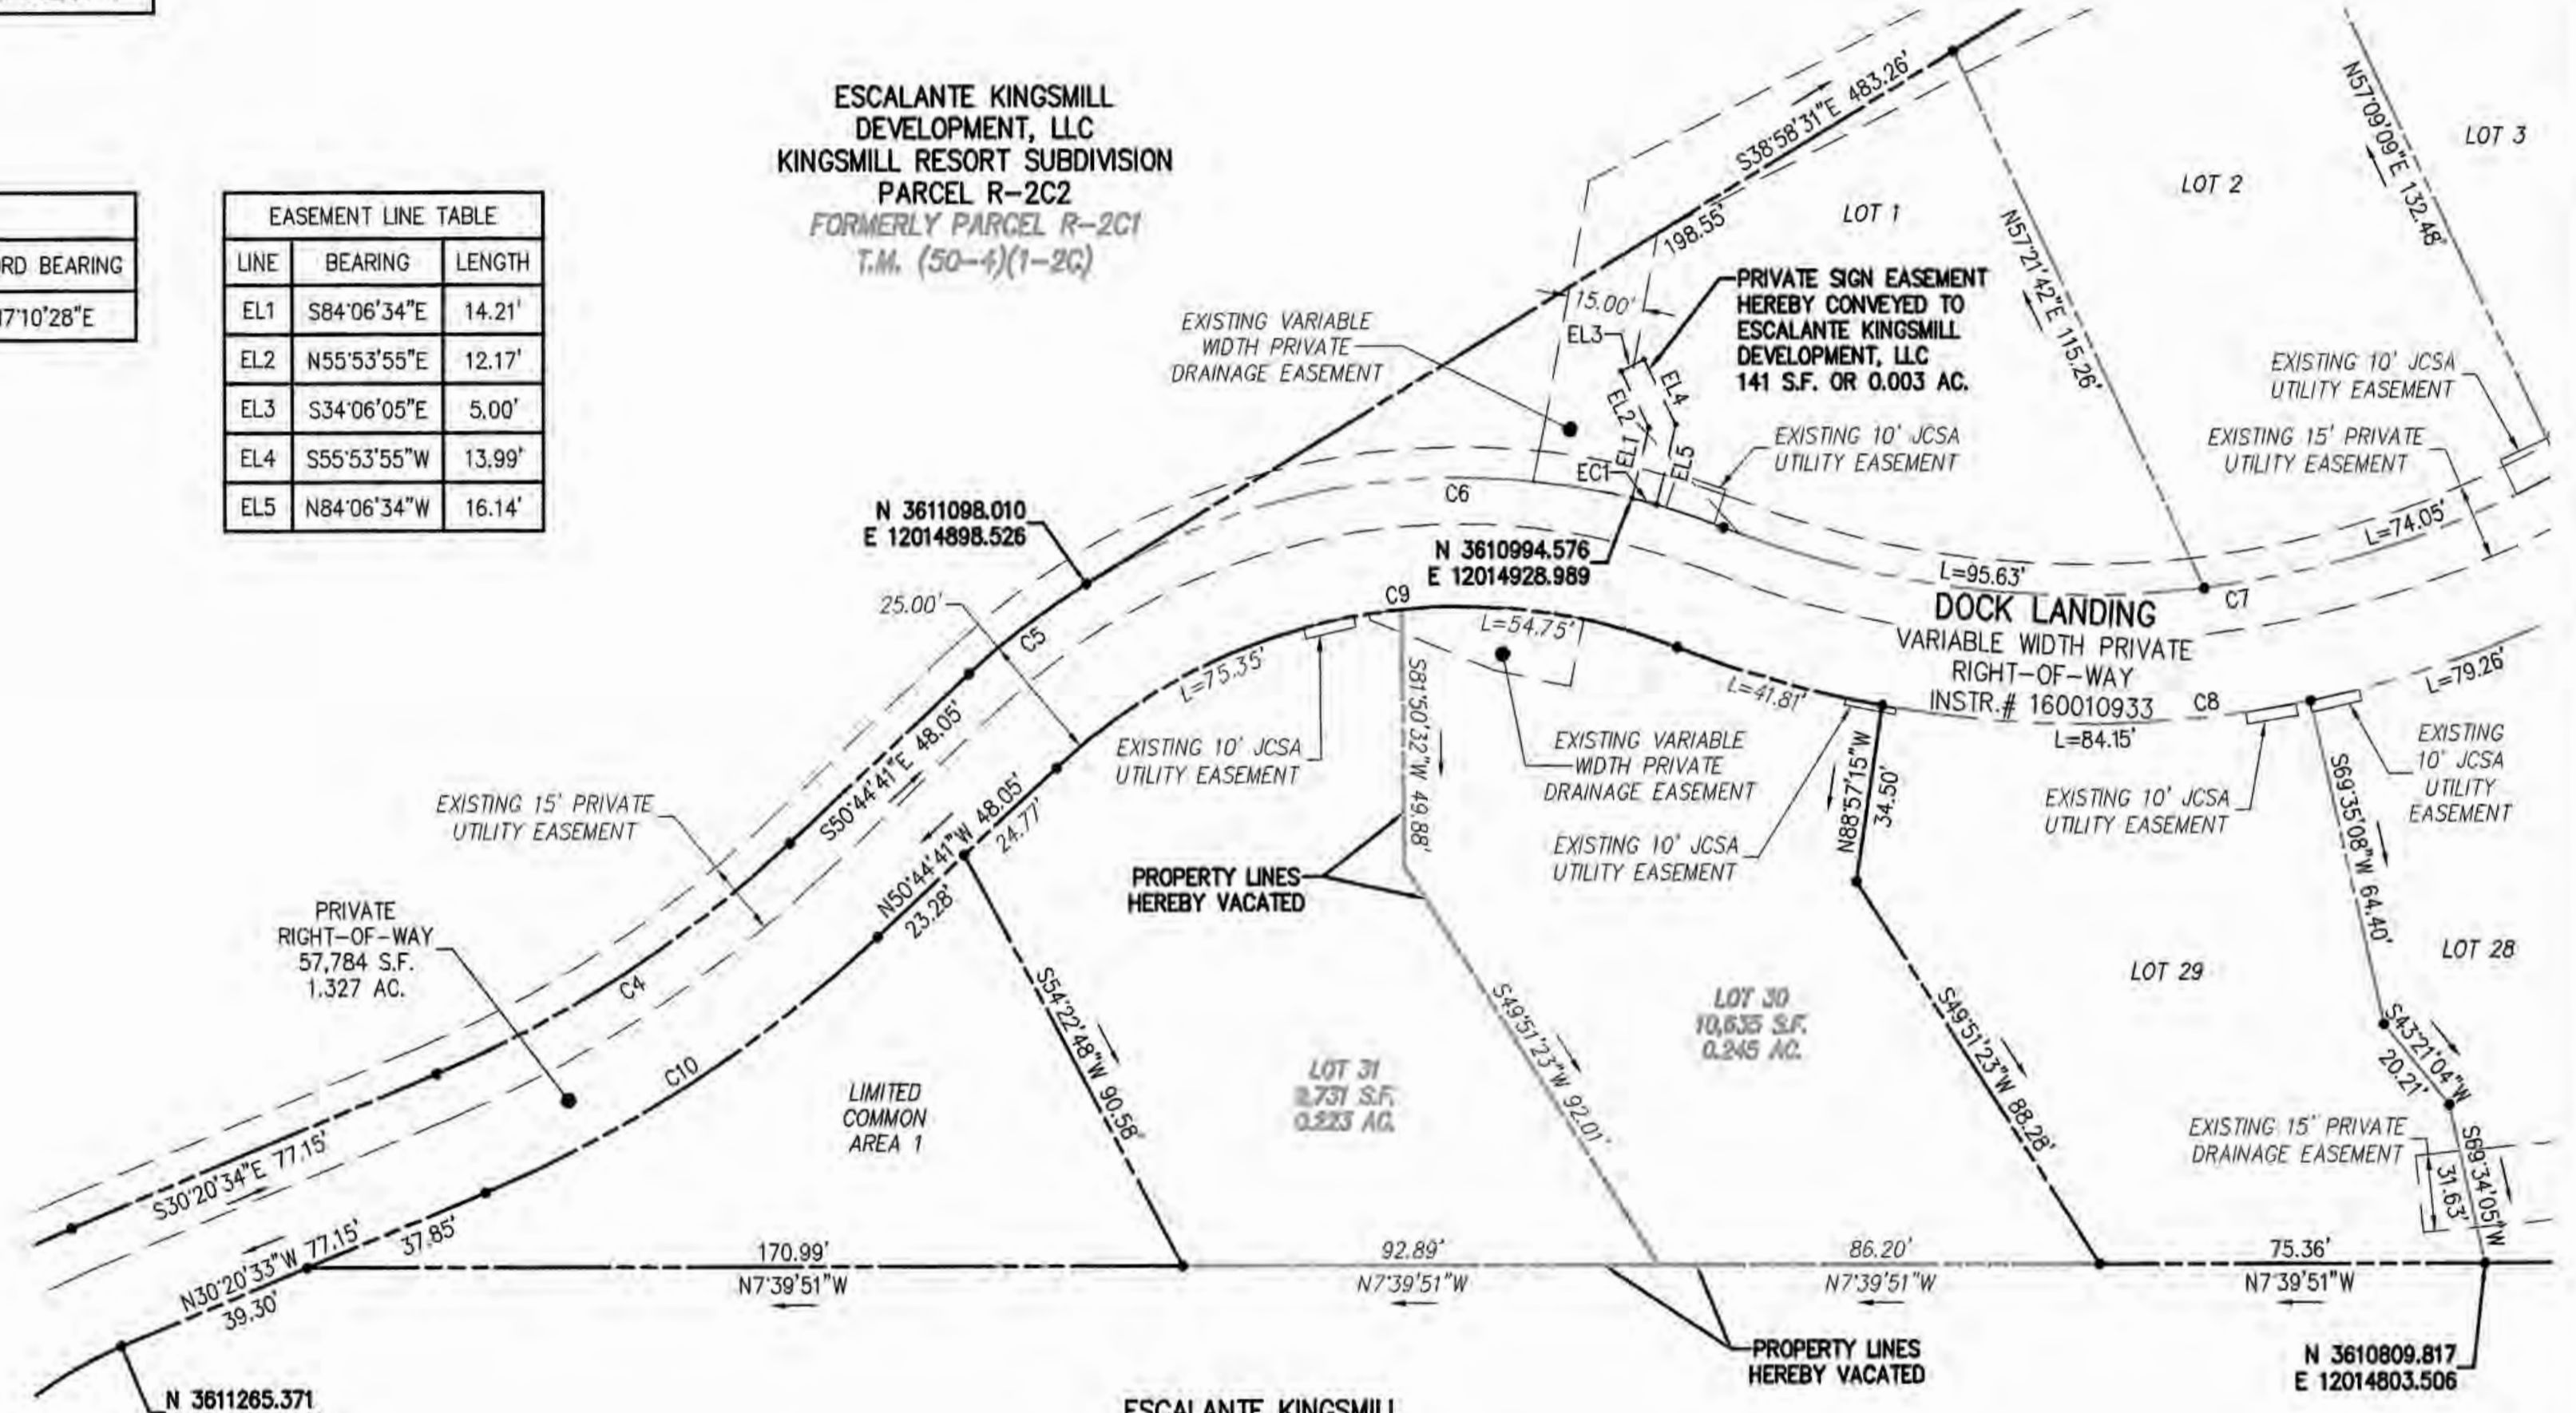 ESCALANTE KINGSMILL
DEVELOPMENT, LLC
KINGSMILL RESORT SUBDIVISION
PARCEL R-2C2
FORMERLY PARCEL R-2C1
T.M. (50-4)(1-2C)
RD BEARING
17°10'28"E
EASEMENT LINE TABLE
LINE BEARING LENGTH
EL1 S84°06'34"E 14.21'
EL2 N55°53'55"E 12.17'
EL3 S34°06'05"E 5.00'
EL4 S55°53'55"W 13.99'
EL5 N84°06'34"W 16.14'
S38°58'31"E 483.26'
198.55'
LOT 1
LOT 2
LOT 3
N57°21'42"E 115.26'
N57°09'09"E 132.48'
PRIVATE SIGN EASEMENT
HEREBY CONVEYED TO
ESCALANTE KINGSMILL
DEVELOPMENT, LLC
141 S.F. OR 0.003 AC.
15.00'
EL3
EL4
EL2
EL1
EL5
EC1
EXISTING VARIABLE
WIDTH PRIVATE
DRAINAGE EASEMENT
EXISTING 10' JCSA
UTILITY EASEMENT
EXISTING 10' JCSA
UTILITY EASEMENT
EXISTING 15' PRIVATE
UTILITY EASEMENT
N 3611098.010
E 12014898.526
C6
N 3610994.576
E 12014928.989
L=95.63'
L=74.05'
C7
DOCK LANDING
VARIABLE WIDTH PRIVATE
RIGHT-OF-WAY
INSTR.# 160010933
C8
L=84.15'
L=79.26'
25.00'
C5
C9
L=54.75'
L=75.35'
L=41.81'
S50°44'41"E 48.05'
N50°44'41"W 48.05'
24.77'
23.28'
EXISTING 10' JCSA
UTILITY EASEMENT
S81°50'32"W 49.88'
EXISTING VARIABLE
WIDTH PRIVATE
DRAINAGE EASEMENT
EXISTING 10' JCSA
UTILITY EASEMENT
N88°57'15"W
34.50'
EXISTING 10' JCSA
UTILITY EASEMENT
EXISTING
10' JCSA
UTILITY
EASEMENT
S69°35'08"W 64.40'
EXISTING 15' PRIVATE
UTILITY EASEMENT
PROPERTY LINES
HEREBY VACATED
PRIVATE
RIGHT-OF-WAY
57,784 S.F.
1.327 AC.
C4
C10
S54°22'48"W 90.58'
S49°51'23"W 92.01'
LOT 30
10,635 S.F.
0.245 AC.
S49°51'23"W 88.28'
LOT 29
LOT 28
S43°21'04"W
20.21'
LOT 31
9,731 S.F.
0.223 AC.
LIMITED
COMMON
AREA 1
EXISTING 15' PRIVATE
DRAINAGE EASEMENT
S69°34'05"W
31.63'
S30°20'34"E 77.15'
N30°20'33"W 77.15'
37.85'
39.30'
170.99'
N7°39'51"W
92.89'
N7°39'51"W
86.20'
N7°39'51"W
75.36'
N7°39'51"W
PROPERTY LINES
HEREBY VACATED
N 3610809.817
E 12014803.506
N 3611265.371
ESCALANTE KINGSMILL